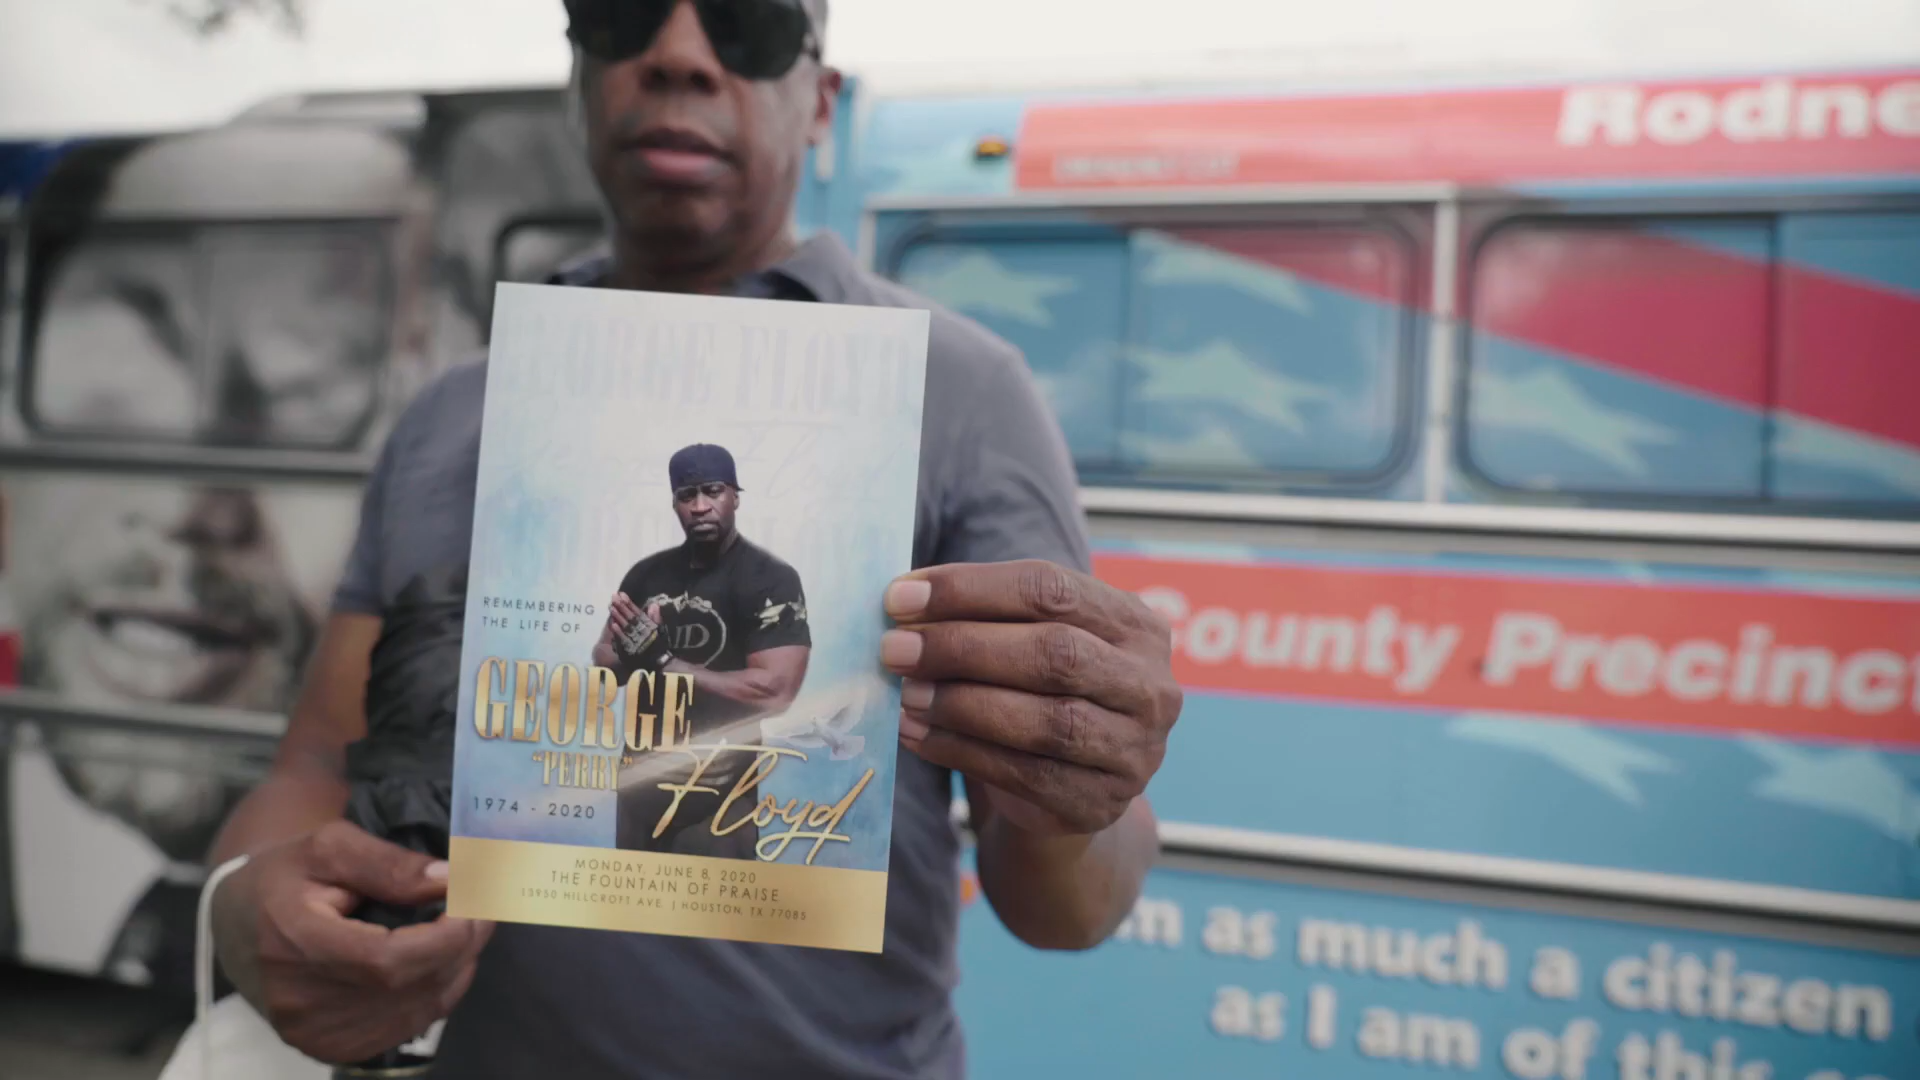 Rodne
GEORGE FLOYD
REMEMBERING
THE LIFE OF
GEORGE
"PERRY"
Floyd
1974 - 2020
MONDAY, JUNE 8, 2020
THE FOUNTAIN OF PRAISE
13950 HILLCROFT AVE. | HOUSTON, TX 77085
County Precinct
as much a citizen
as I am of this